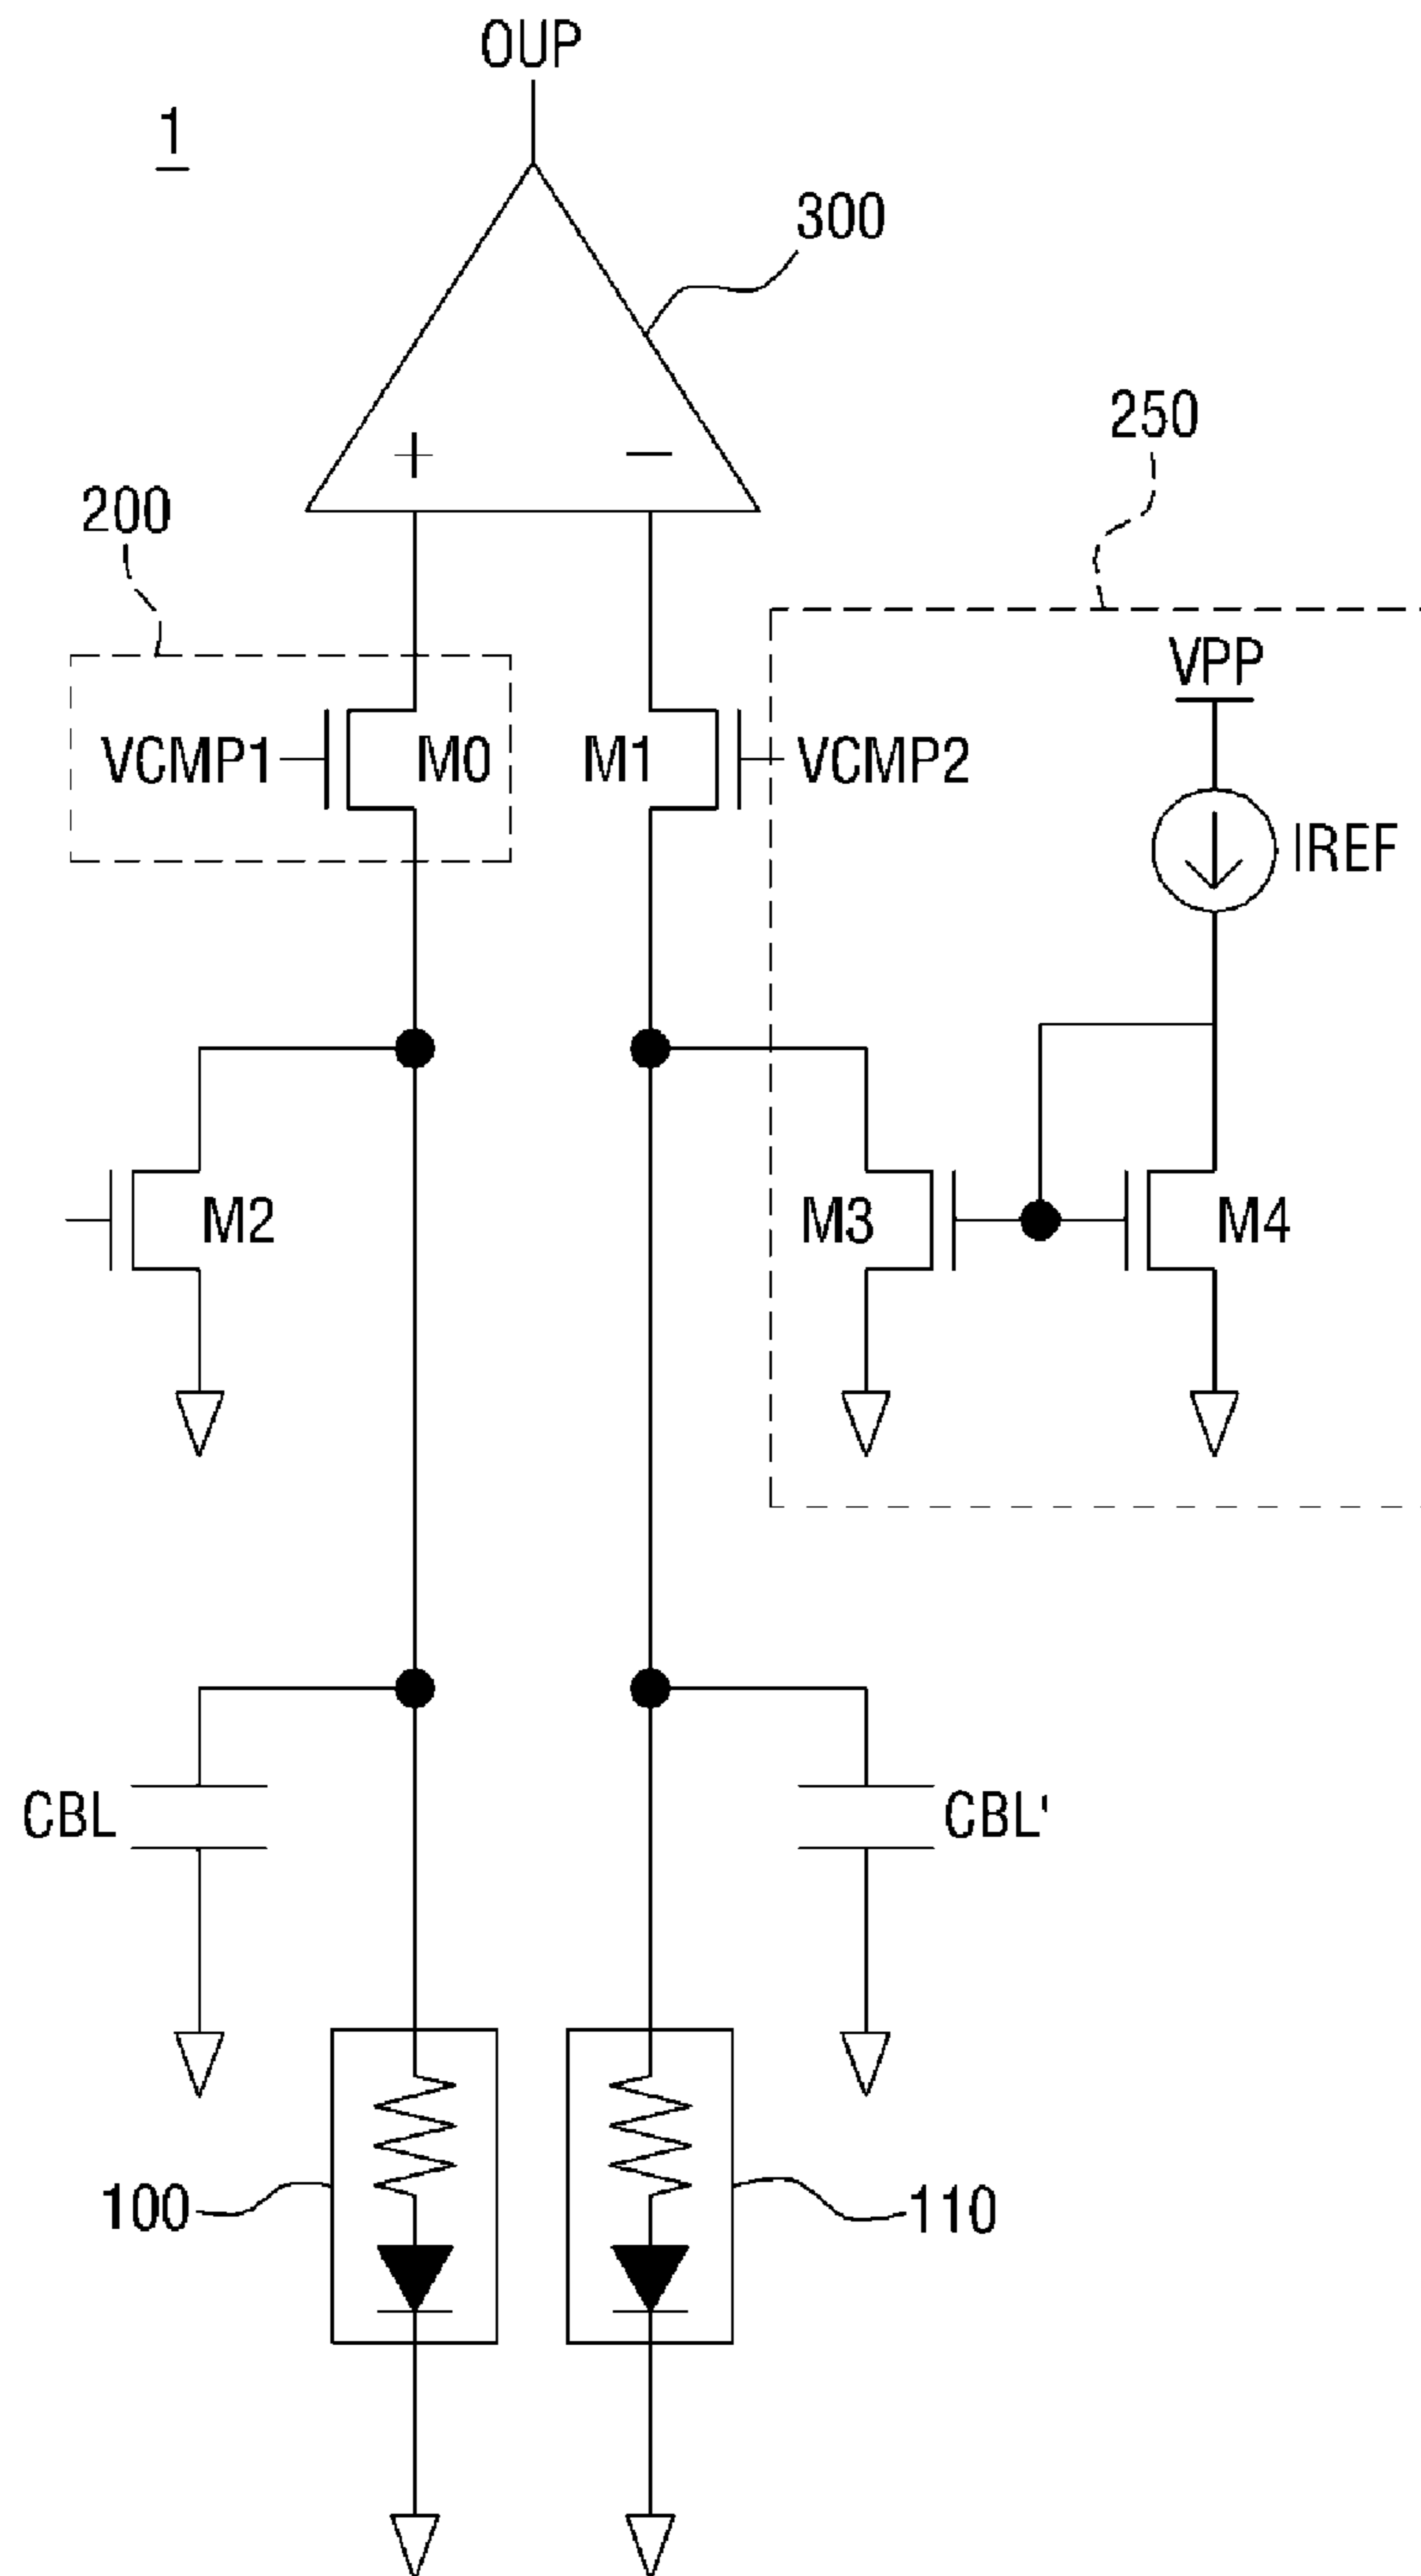 OUP
1
300
250
200
VPP
VCMP1
M0
M1
VCMP2
IREF
M2
M3
M4
CBL
CBL'
100
110
+
−